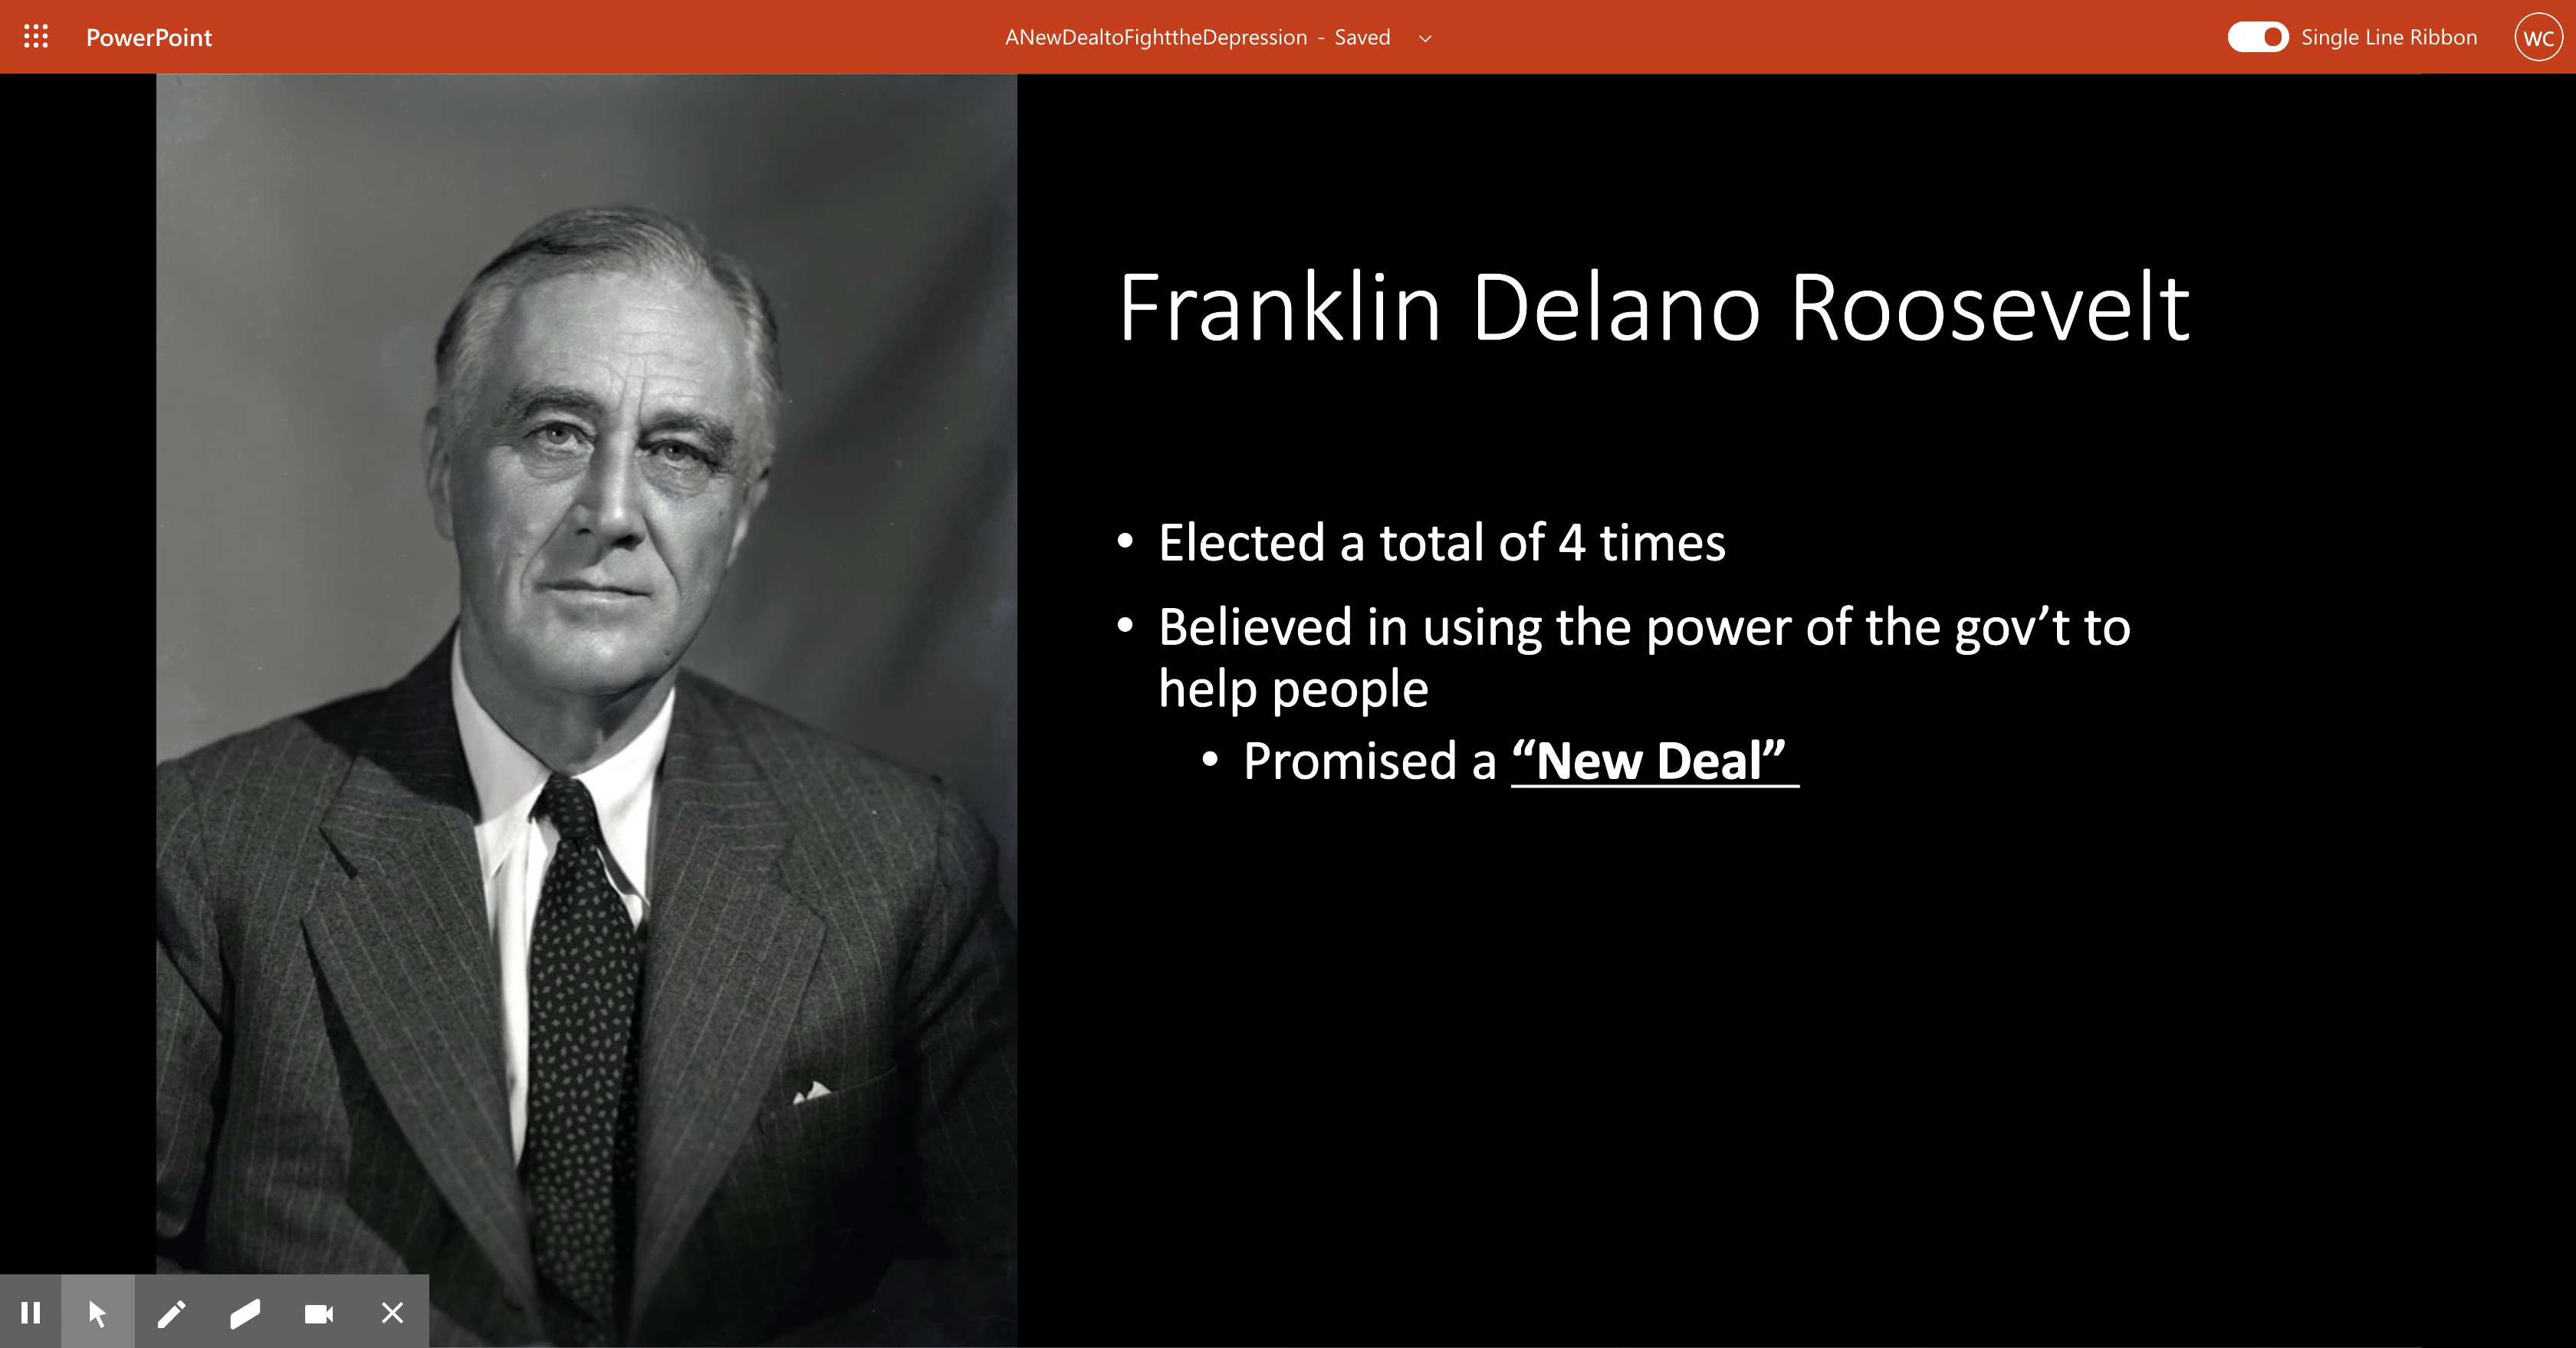 PowerPoint
ANewDealtoFighttheDepression - Saved
Single Line Ribbon
WC
Franklin Delano Roosevelt
• Elected a total of 4 times
• Believed in using the power of the gov’t to
help people
• Promised a “New Deal”